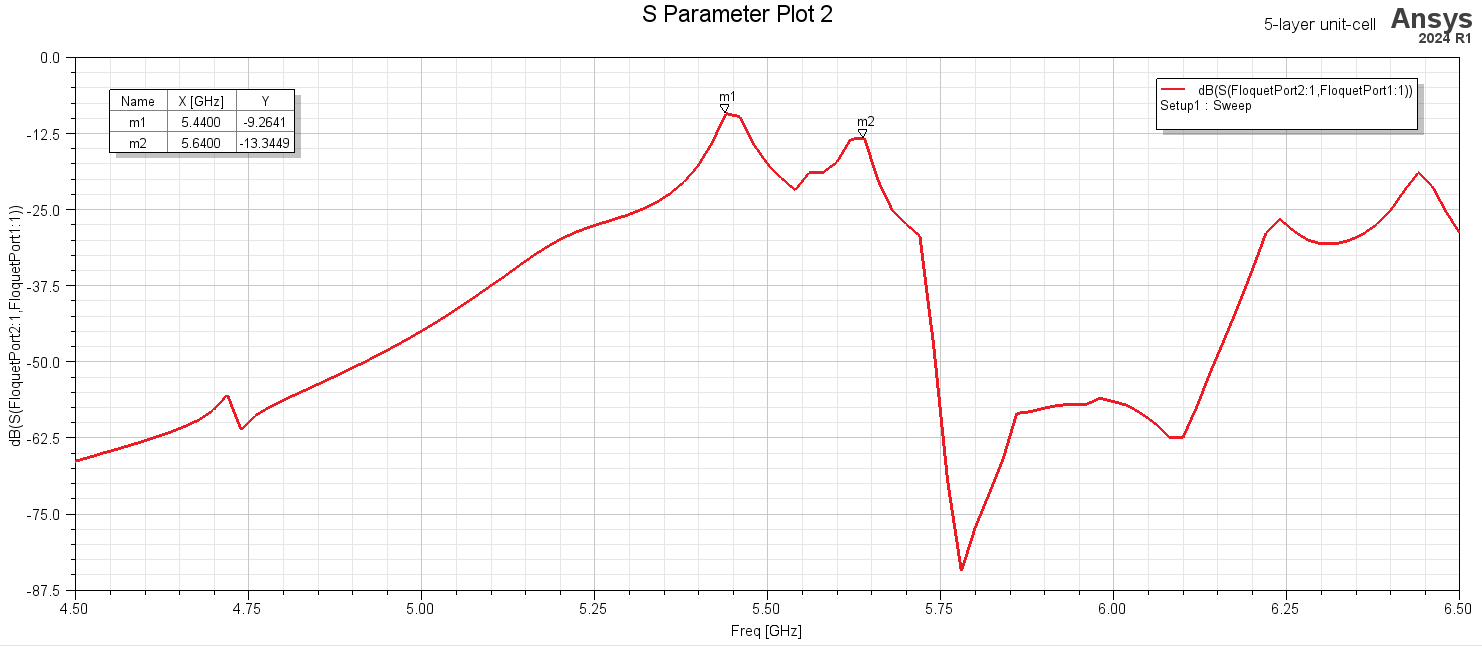 S Parameter Plot 2
5-layer unit-cell
Ansys
2024 R1
Name X [GHz] Y
m1 5.4400 -9.2641
m2 5.6400 -13.3449
dB(S(FloquetPort2:1,FloquetPort1:1))
Setup1 : Sweep
m1
m2
dB(S(FloquetPort2:1,FloquetPort1:1))
0.0
-12.5
-25.0
-37.5
-50.0
-62.5
-75.0
-87.5
4.50 4.75 5.00 5.25 5.50 5.75 6.00 6.25 6.50
Freq [GHz]